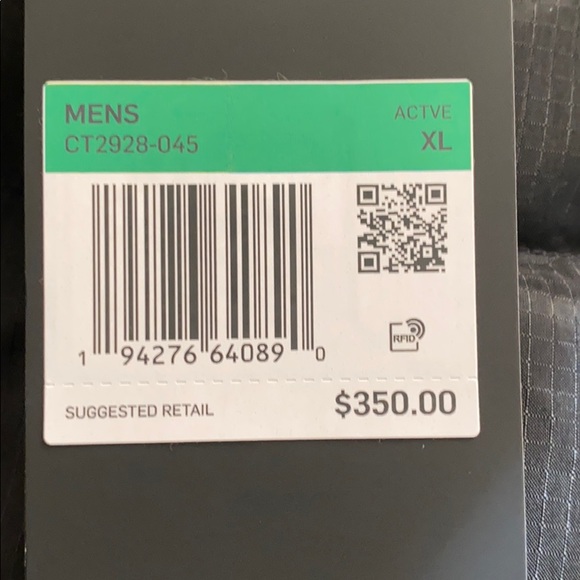 MENS
ACTVE
CT2928-045
XL
1 94276 64089 0
RFID
SUGGESTED RETAIL
$350.00